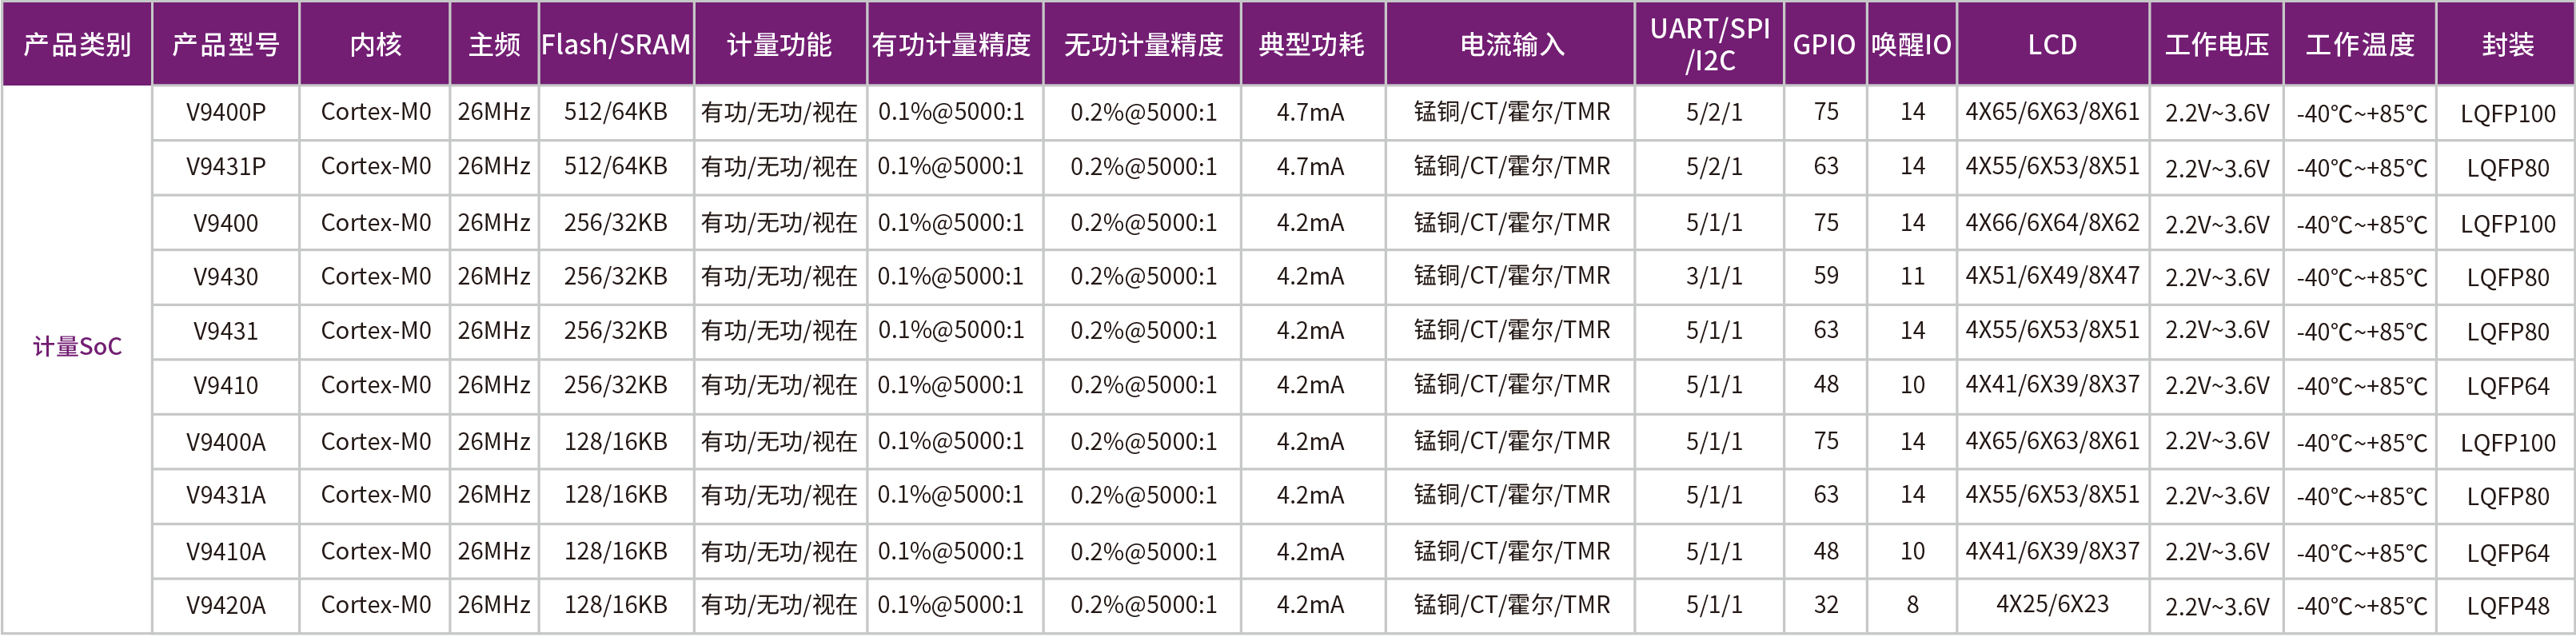 产品类别 产品型号 内核 主频 Flash/SRAM 计量功能 有功计量精度 无功计量精度 典型功耗 电流输入 UART/SPI/I2C GPIO 唤醒IO LCD 工作电压 工作温度 封装
计量SoC
V9400P Cortex-M0 26MHz 512/64KB 有功/无功/视在 0.1%@5000:1 0.2%@5000:1 4.7mA 锰铜/CT/霍尔/TMR 5/2/1 75 14 4X65/6X63/8X61 2.2V~3.6V -40℃~+85℃ LQFP100
V9431P Cortex-M0 26MHz 512/64KB 有功/无功/视在 0.1%@5000:1 0.2%@5000:1 4.7mA 锰铜/CT/霍尔/TMR 5/2/1 63 14 4X55/6X53/8X51 2.2V~3.6V -40℃~+85℃ LQFP80
V9400 Cortex-M0 26MHz 256/32KB 有功/无功/视在 0.1%@5000:1 0.2%@5000:1 4.2mA 锰铜/CT/霍尔/TMR 5/1/1 75 14 4X66/6X64/8X62 2.2V~3.6V -40℃~+85℃ LQFP100
V9430 Cortex-M0 26MHz 256/32KB 有功/无功/视在 0.1%@5000:1 0.2%@5000:1 4.2mA 锰铜/CT/霍尔/TMR 3/1/1 59 11 4X51/6X49/8X47 2.2V~3.6V -40℃~+85℃ LQFP80
V9431 Cortex-M0 26MHz 256/32KB 有功/无功/视在 0.1%@5000:1 0.2%@5000:1 4.2mA 锰铜/CT/霍尔/TMR 5/1/1 63 14 4X55/6X53/8X51 2.2V~3.6V -40℃~+85℃ LQFP80
V9410 Cortex-M0 26MHz 256/32KB 有功/无功/视在 0.1%@5000:1 0.2%@5000:1 4.2mA 锰铜/CT/霍尔/TMR 5/1/1 48 10 4X41/6X39/8X37 2.2V~3.6V -40℃~+85℃ LQFP64
V9400A Cortex-M0 26MHz 128/16KB 有功/无功/视在 0.1%@5000:1 0.2%@5000:1 4.2mA 锰铜/CT/霍尔/TMR 5/1/1 75 14 4X65/6X63/8X61 2.2V~3.6V -40℃~+85℃ LQFP100
V9431A Cortex-M0 26MHz 128/16KB 有功/无功/视在 0.1%@5000:1 0.2%@5000:1 4.2mA 锰铜/CT/霍尔/TMR 5/1/1 63 14 4X55/6X53/8X51 2.2V~3.6V -40℃~+85℃ LQFP80
V9410A Cortex-M0 26MHz 128/16KB 有功/无功/视在 0.1%@5000:1 0.2%@5000:1 4.2mA 锰铜/CT/霍尔/TMR 5/1/1 48 10 4X41/6X39/8X37 2.2V~3.6V -40℃~+85℃ LQFP64
V9420A Cortex-M0 26MHz 128/16KB 有功/无功/视在 0.1%@5000:1 0.2%@5000:1 4.2mA 锰铜/CT/霍尔/TMR 5/1/1 32 8 4X25/6X23 2.2V~3.6V -40℃~+85℃ LQFP48